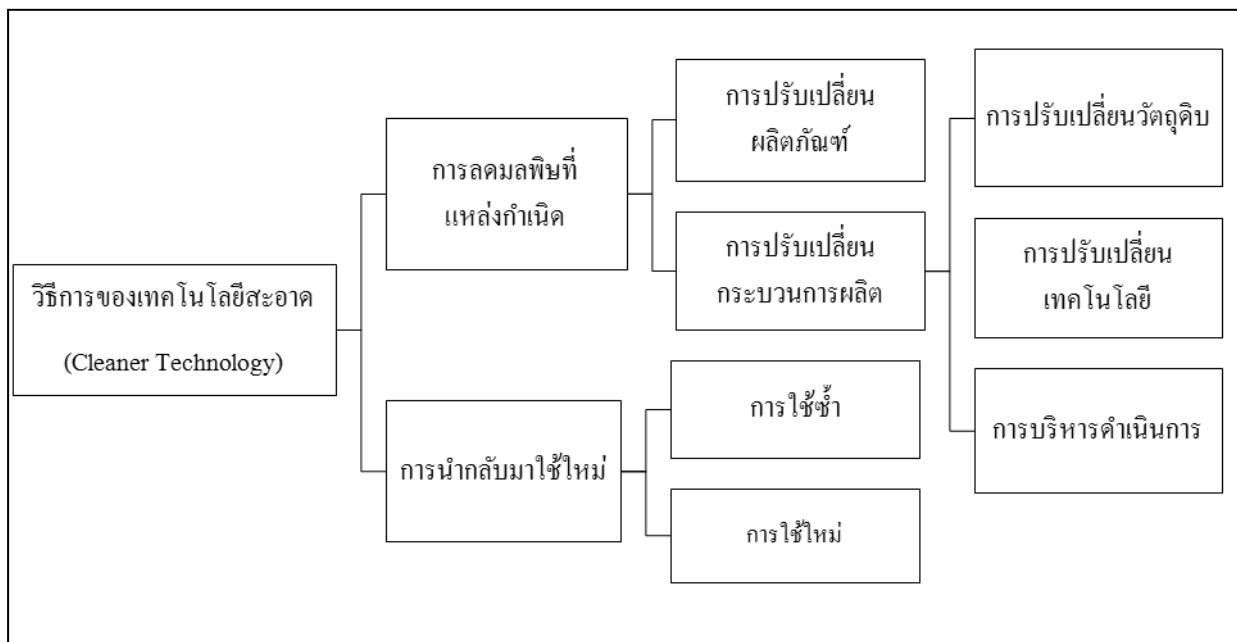 วิธีการของเทคโนโลยีสะอาด
(Cleaner Technology)
การลดมลพิษที่
แหล่งกำเนิด
การปรับเปลี่ยน
ผลิตภัณฑ์
การปรับเปลี่ยน
กระบวนการผลิต
การปรับเปลี่ยนวัตถุดิบ
การปรับเปลี่ยน
เทคโนโลยี
การบริหารดำเนินการ
การนำกลับมาใช้ใหม่
การใช้ซ้ำ
การใช้ใหม่